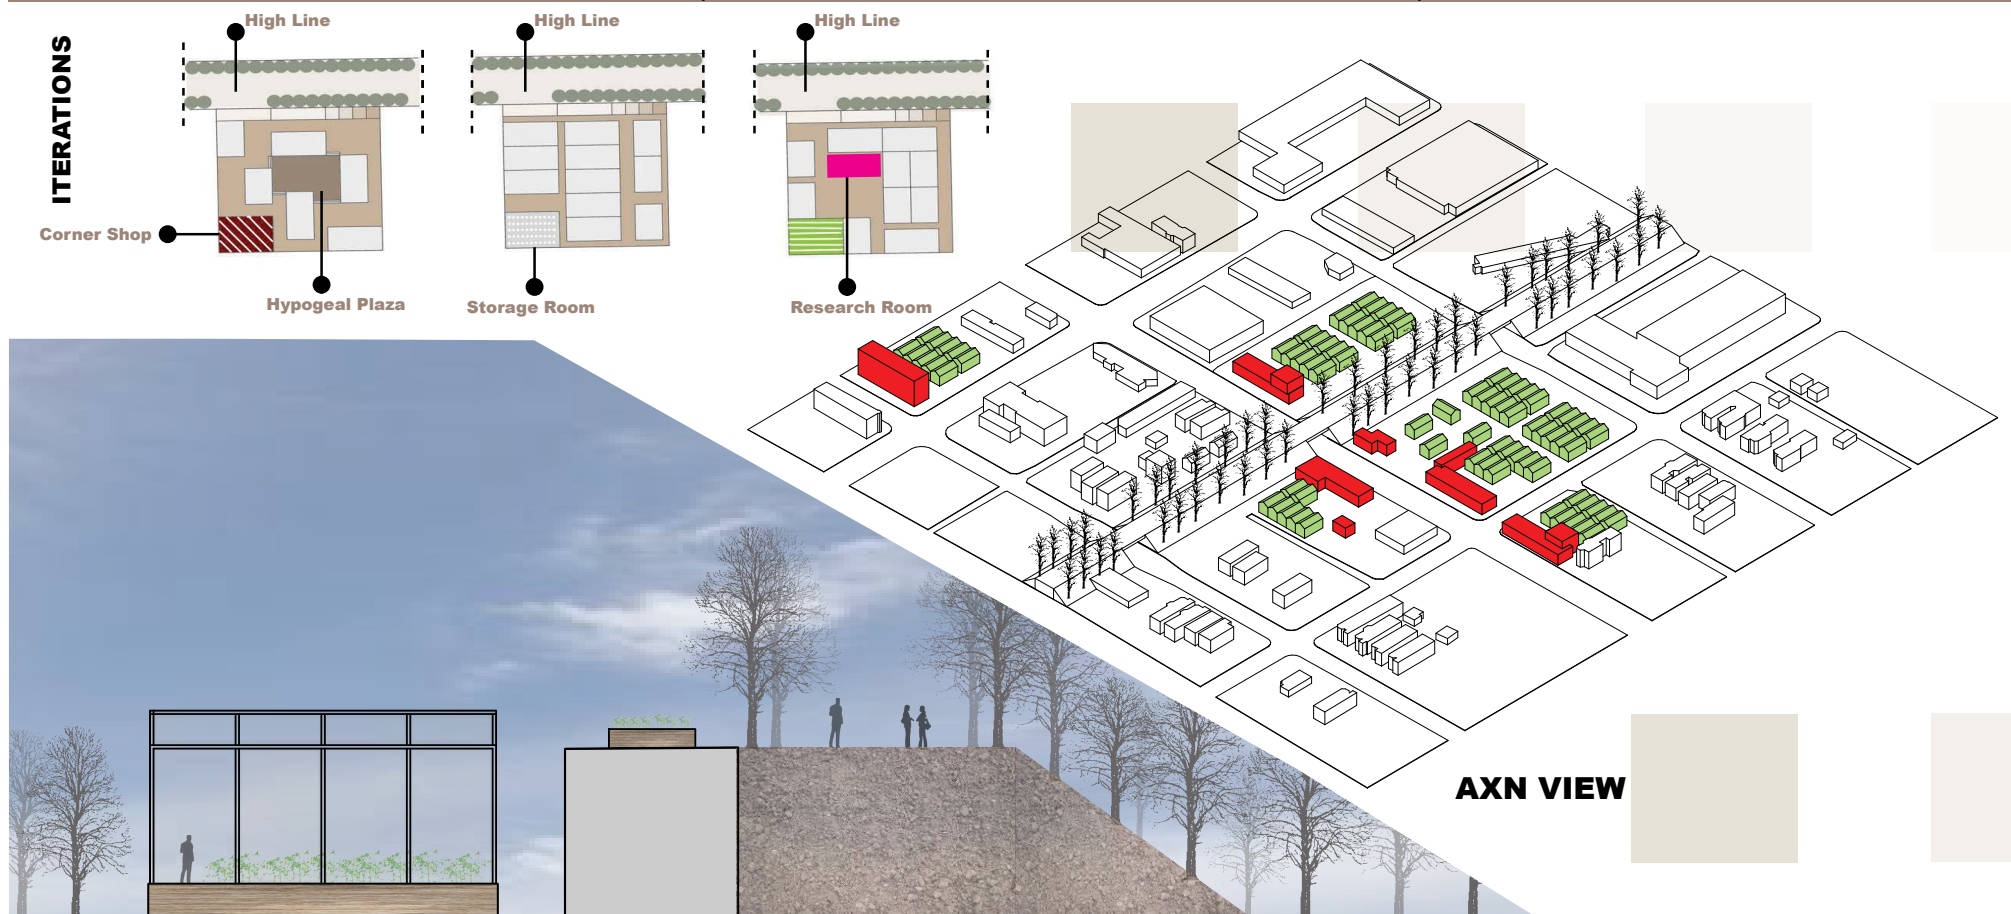 ITERATIONS
High Line
High Line
High Line
Corner Shop
Hypogeal Plaza
Storage Room
Research Room
AXN VIEW